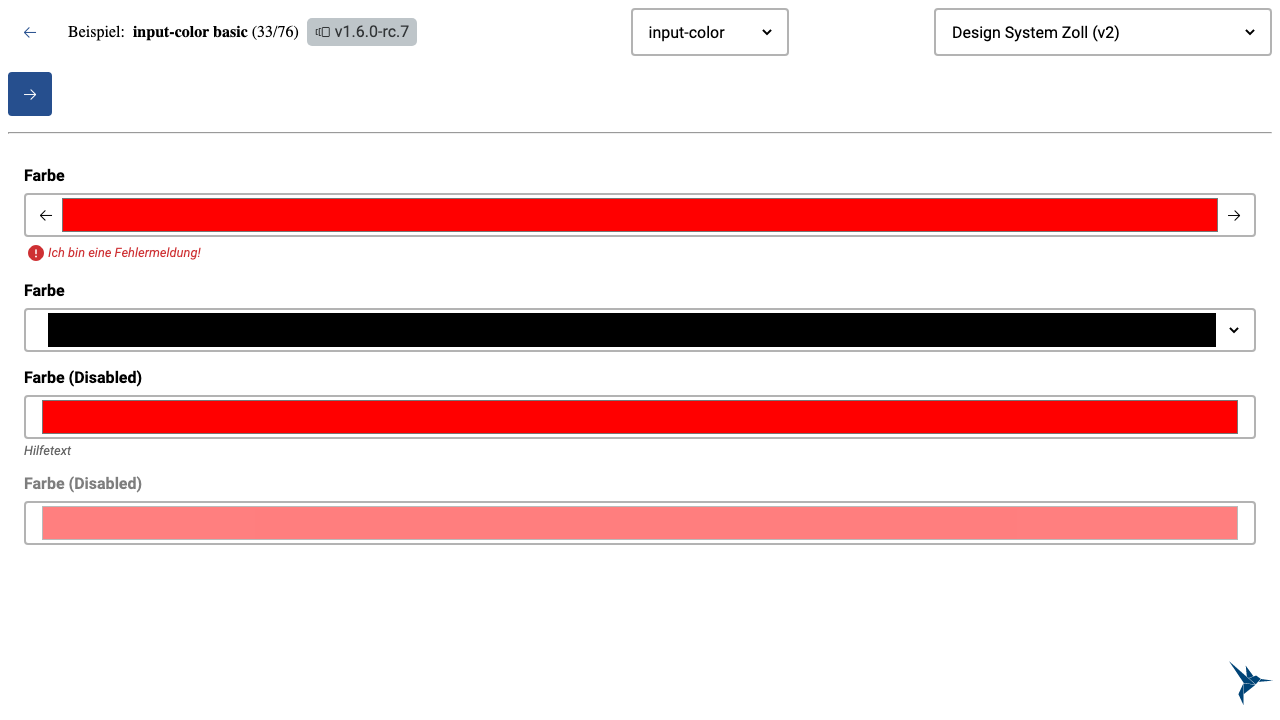 Beispiel: input-color basic (33/76) v1.6.0-rc.7 input-color Design System Zoll (v2)
Farbe
Ich bin eine Fehlermeldung!
Farbe
Farbe (Disabled)
Hilfetext
Farbe (Disabled)